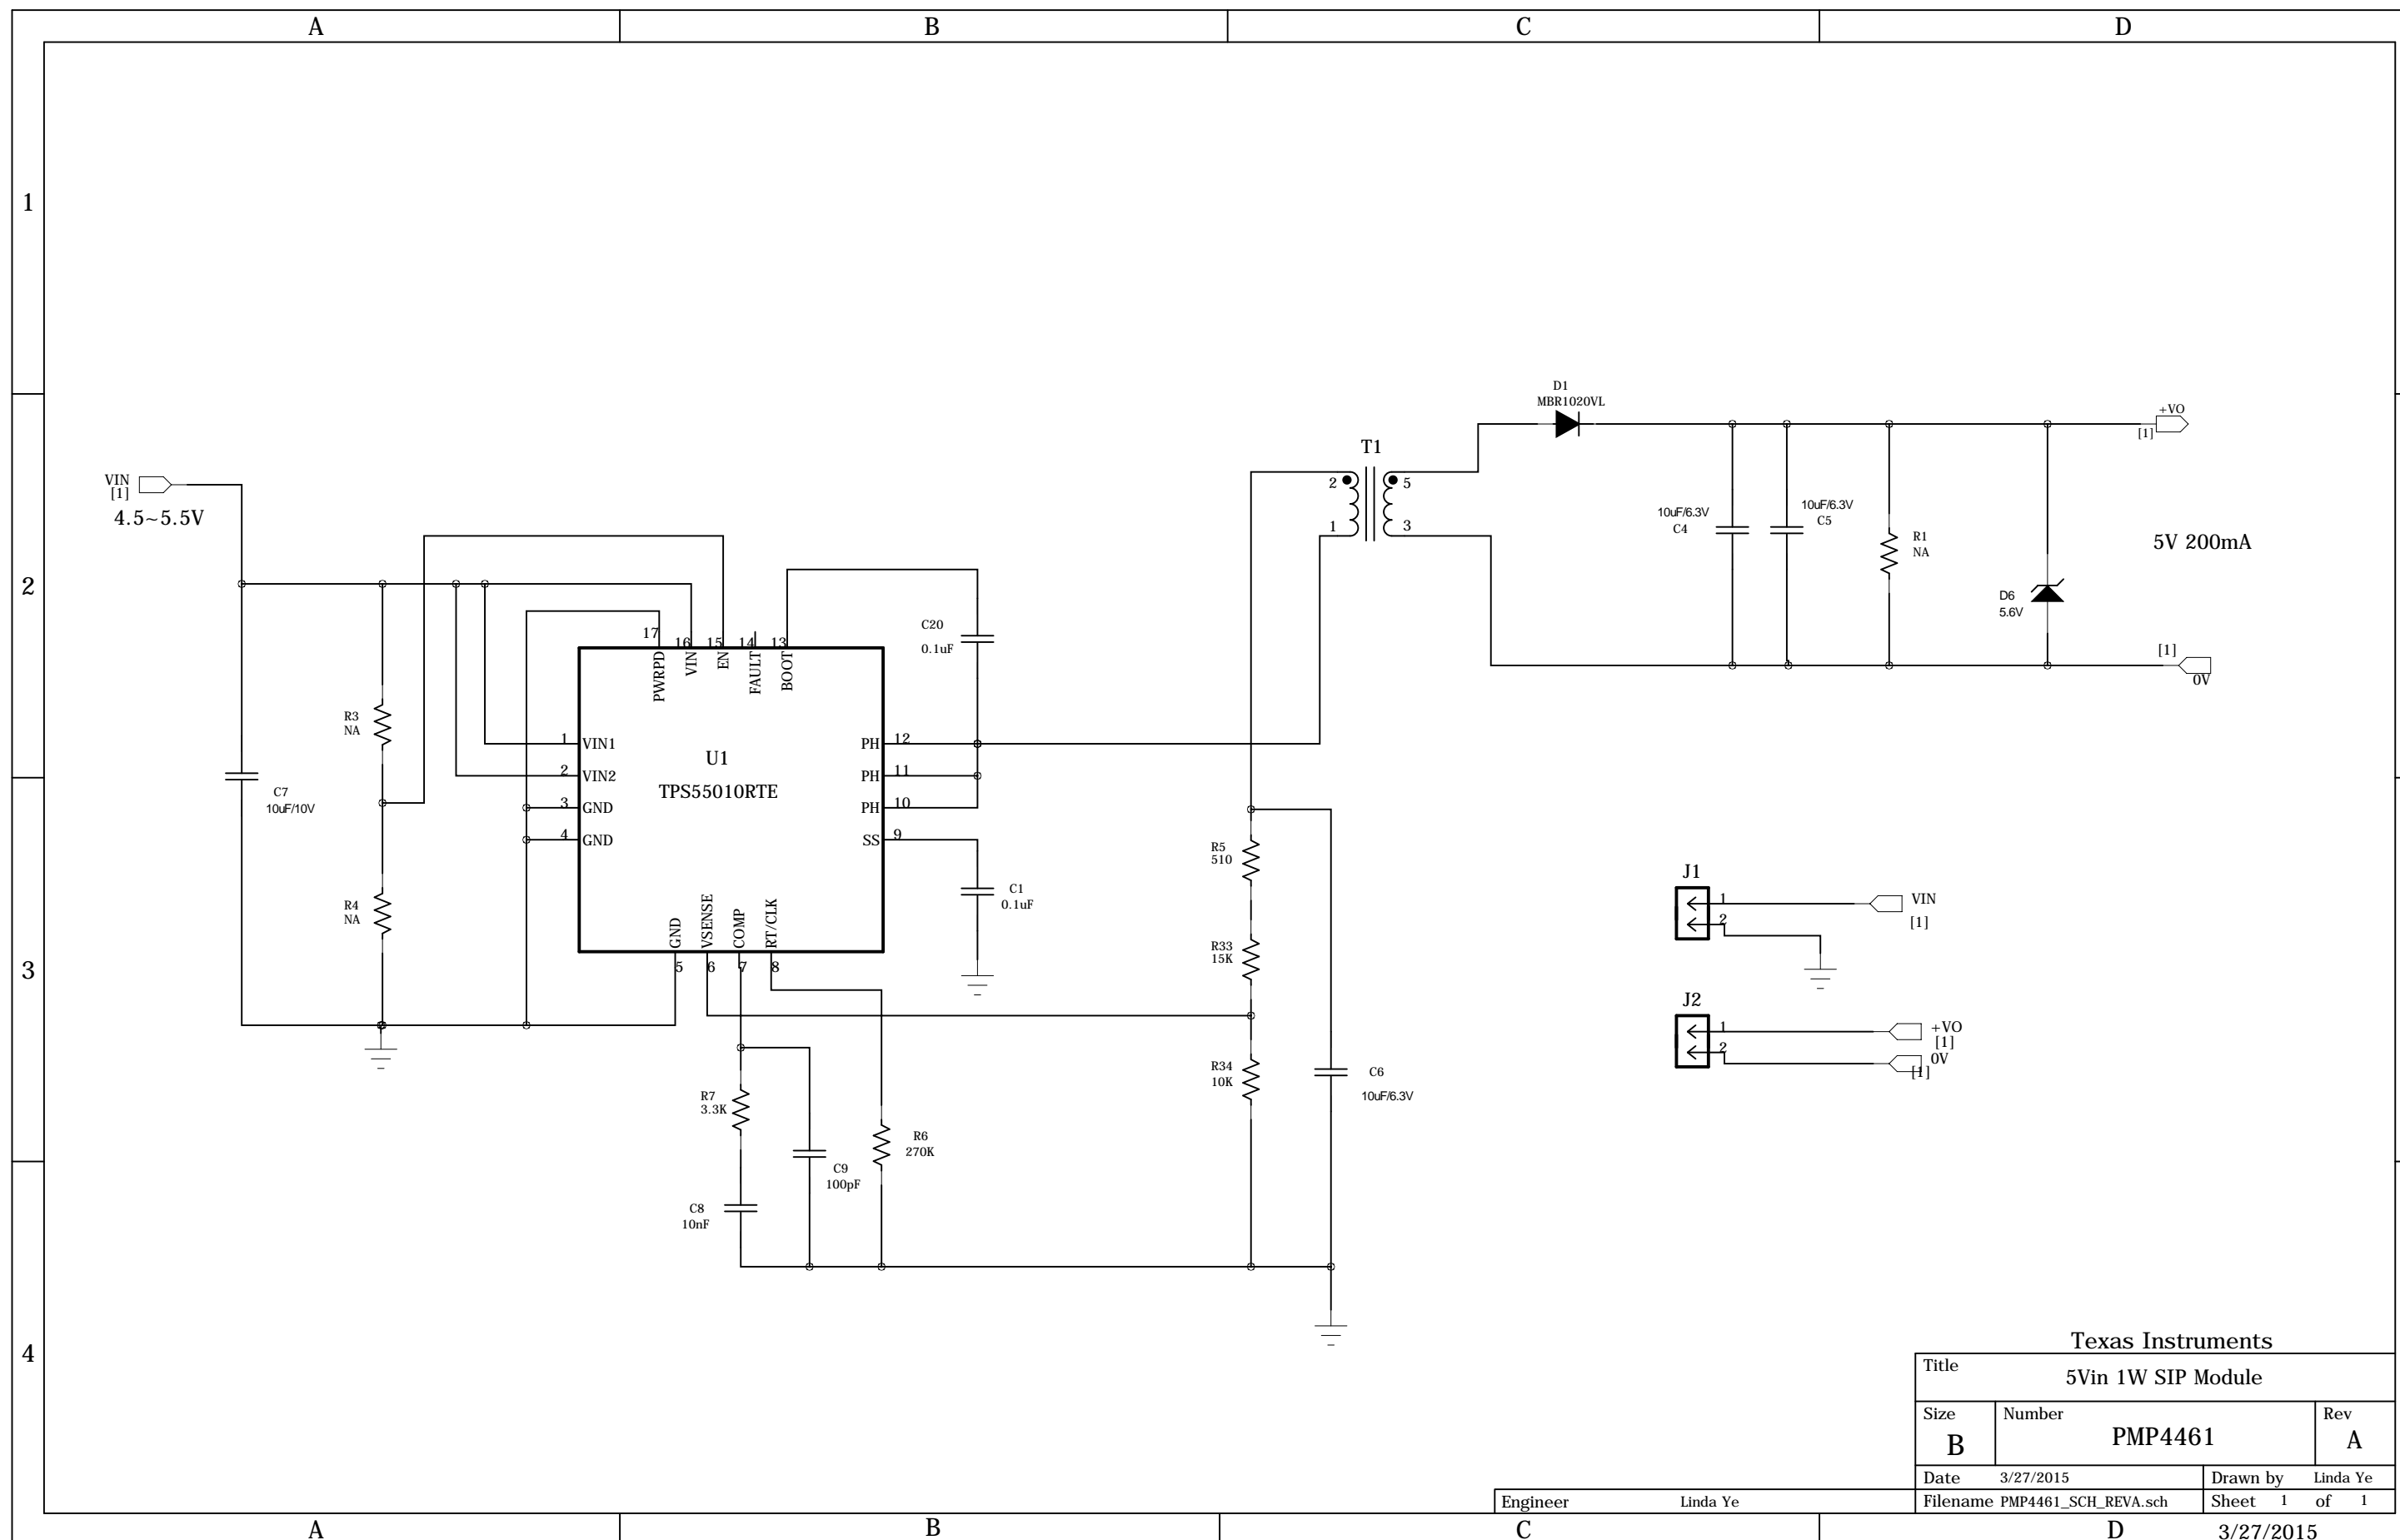 A
B
C
D
1
2
3
4
VIN
[1]
4.5~5.5V
C7
10uF/10V
R3
NA
R4
NA
17
16
15
14
13
PWRPD
VIN
EN
FAULT
BOOT
1 VIN1
2 VIN2
3 GND
4 GND
U1
TPS55010RTE
PH 12
PH 11
PH 10
SS 9
GND
VSENSE
COMP
RT/CLK
5
6
7
8
C20
0.1uF
C1
0.1uF
R7
3.3K
C8
10nF
C9
100pF
R6
270K
R5
510
R33
15K
R34
10K
C6
10uF/6.3V
T1
2
5
1
3
D1
MBR1020VL
10uF/6.3V
C4
10uF/6.3V
C5
R1
NA
D6
5.6V
+VO
[1]
5V 200mA
[1]
0V
J1
1
2
VIN
[1]
J2
1
2
+VO
[1]
0V
[1]
Texas Instruments
Title
5Vin 1W SIP Module
Size
B
Number
PMP4461
Rev
A
Date 3/27/2015
Drawn by Linda Ye
Engineer Linda Ye
Filename PMP4461_SCH_REVA.sch
Sheet 1 of 1
A
B
C
D
3/27/2015